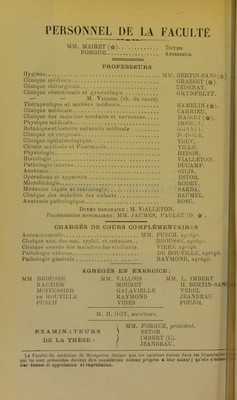 PERSONNEL DE LA FACULTÉ
MM. MAIRET (✻) DOYEN
FORGUE ASSESSEUR
PROFESSEURS
Hygiène MM. BERTIN-SANS (✻)
Clinique médicale GRASSET (✻).
Clinique chirurgicale TEDENAT.
Clinique obstétricale et gynécologie GRYNFELTT.
— M. VALLOIS (ch. du cours).
Thérapeutique et matière médicale HAMELIN (✻).
Clinique médicale CARRIEU.
Clinique des maladies mentales et nerveuses MAIRET (✻).
Physique médicale IMBERT.
Botanique et histoire naturelle médicale GRANEL.
Clinique chirurgicale FORGUE.
Clinique ophtalmologique TRUC.
Chimie médicale et Pharmacie VILLE.
Physiologie HEDON.
Histologie VIALLETON.
Pathologie interne DUCAMP.
Anatomie GILIS.
Opérations et appareils ESTOR.
Microbiologie RODET.
Médecine légale et toxicologie SARDA.
Clinique des maladies des enfants BAUMEL.
Anatomie pathologique BOSC.
DOYEN HONORAIRE : M. VIALLETON.
PROFESSEURS HONORAIRES : MM. JAUMES, PAULET (O. ✻).
CHARGÉS DE COURS COMPLÉMENTAIRES
Accouchements MM. PUECH, agrégé.
Clinique ann. des mal. syphil. et cutanées BROUSSE, agrégé.
Clinique annexe des maladies des vieillards VIRES, agrégé.
Pathologie externe DE ROUVILLE, agrégé.
Pathologie générale RAYMOND, agrégé.
AGRÉGÉS EN EXERCICE :
MM. BROUSSE MM. VALLOIS MM. L. IMBERT
RAUZIER MOURET H. BERTIN-SANS
MOITESSIER GALAVIELLE VEDEL
DE ROUVILLE RAYMOND JEANBRAU
PUECH VIRES POUJOL
M. H. GOT, secrétaire.
EXAMINATEURS
DE LA THÈSE :
MM. FORGUE, président.
ESTOR.
IMBERT (L).
JEANBRAU.
La Faculté de médecine de Montpellier déclare que les opinions émises dans les Dissertations
qui lui sont présentées doivent être considérées comme propres à leur auteur ; qu'elle n'entend
leur donner ni approbation ni improbation.